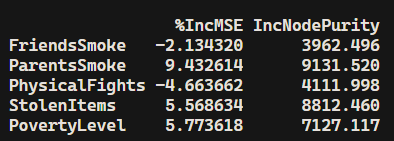 %IncMSE IncNodePurity
FriendsSmoke -2.134320 3962.496
ParentsSmoke 9.432614 9131.520
PhysicalFights -4.663662 4111.998
StolenItems 5.568634 8812.460
PovertyLevel 5.773618 7127.117